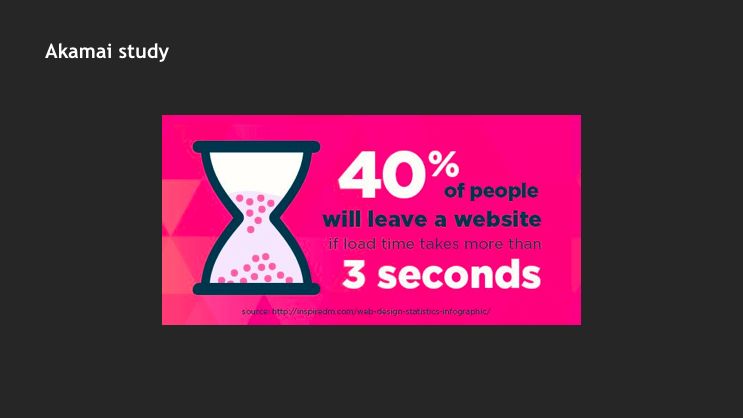 Akamai study
40%
of people
will leave a website
if load time takes more than
3 seconds
source: http://inspiredm.com/web-design-statistics-infographic/